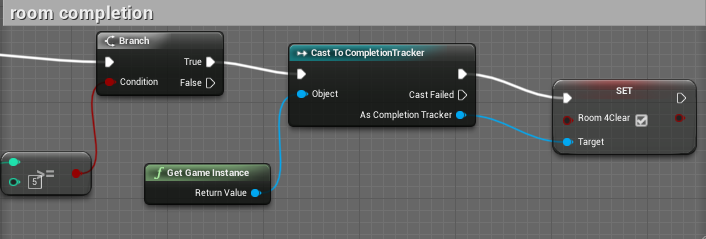 room completion
Branch
True
Condition
False
Cast To CompletionTracker
Object
Cast Failed
As Completion Tracker
SET
Room 4Clear
Target
5 >=
f Get Game Instance
Return Value